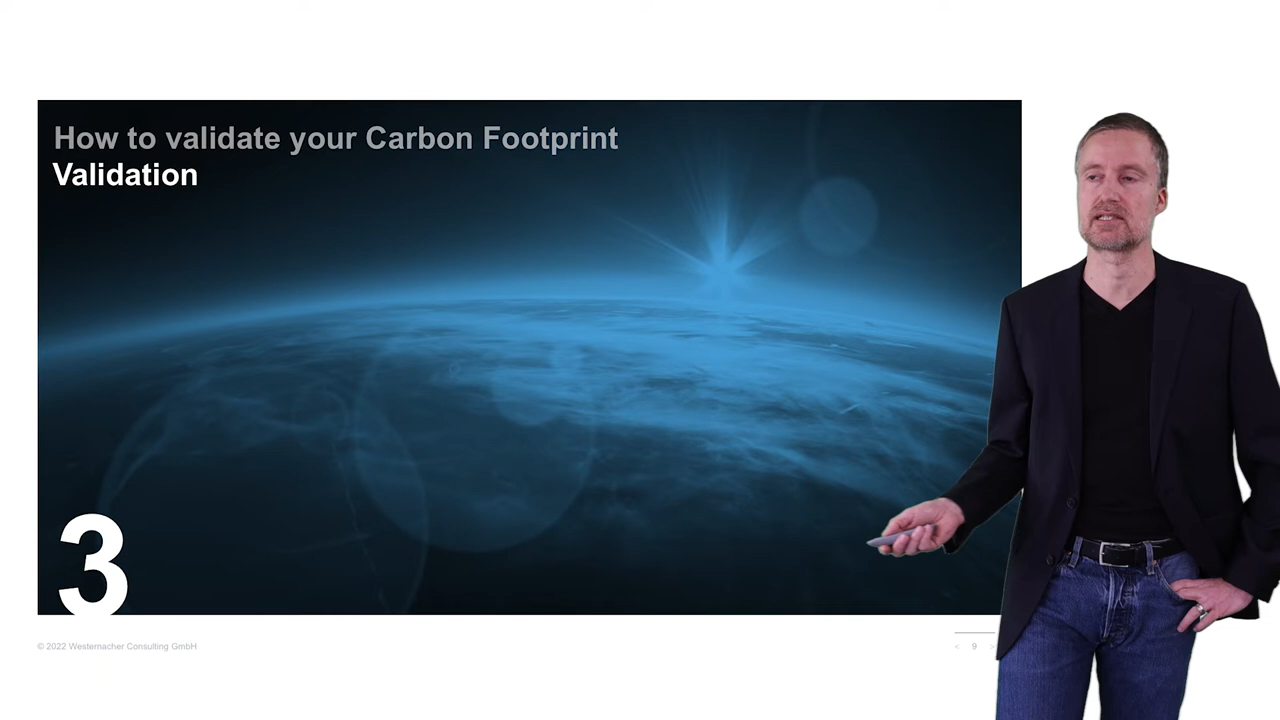 How to validate your Carbon Footprint
Validation
3
© 2022 Westernacher Consulting GmbH
< 9 >